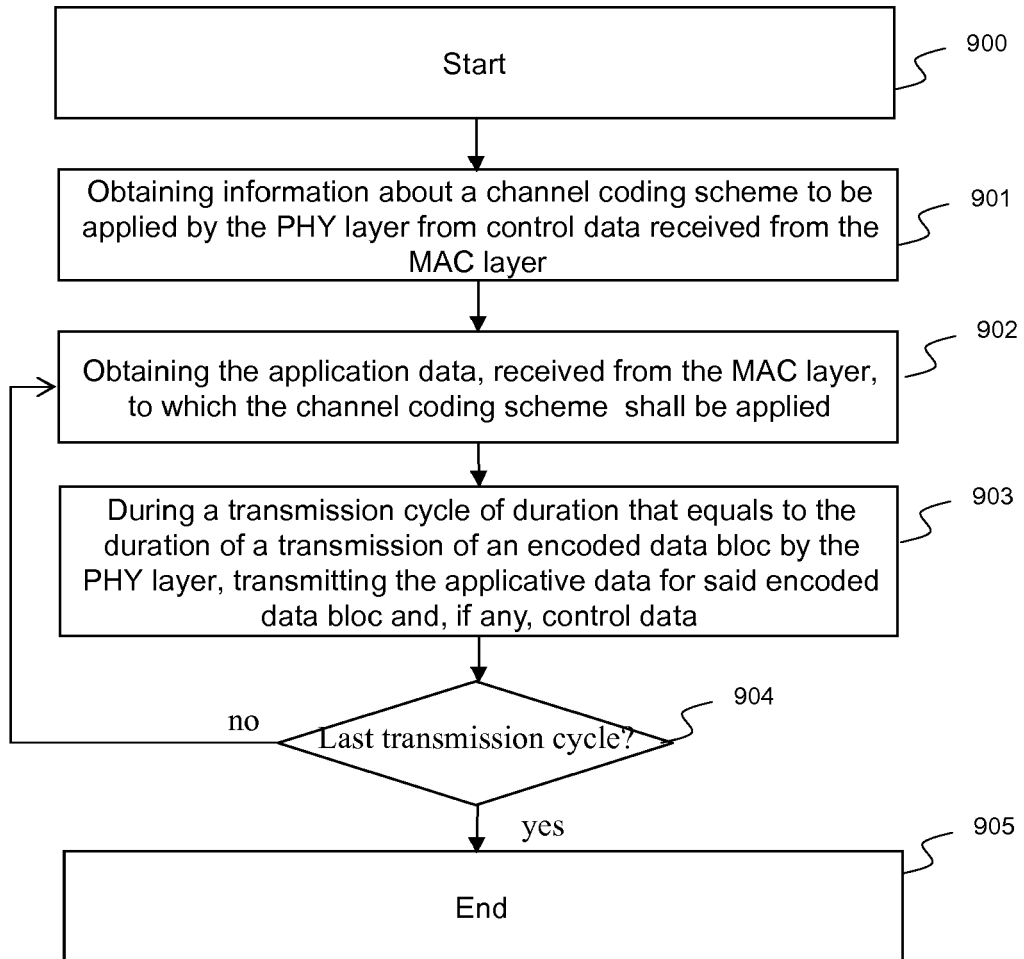 Start
900
Obtaining information about a channel coding scheme to be
applied by the PHY layer from control data received from the
MAC layer
901
Obtaining the application data, received from the MAC layer,
to which the channel coding scheme shall be applied
902
During a transmission cycle of duration that equals to the
duration of a transmission of an encoded data bloc by the
PHY layer, transmitting the applicative data for said encoded
data bloc and, if any, control data
903
Last transmission cycle?
904
no
yes
End
905